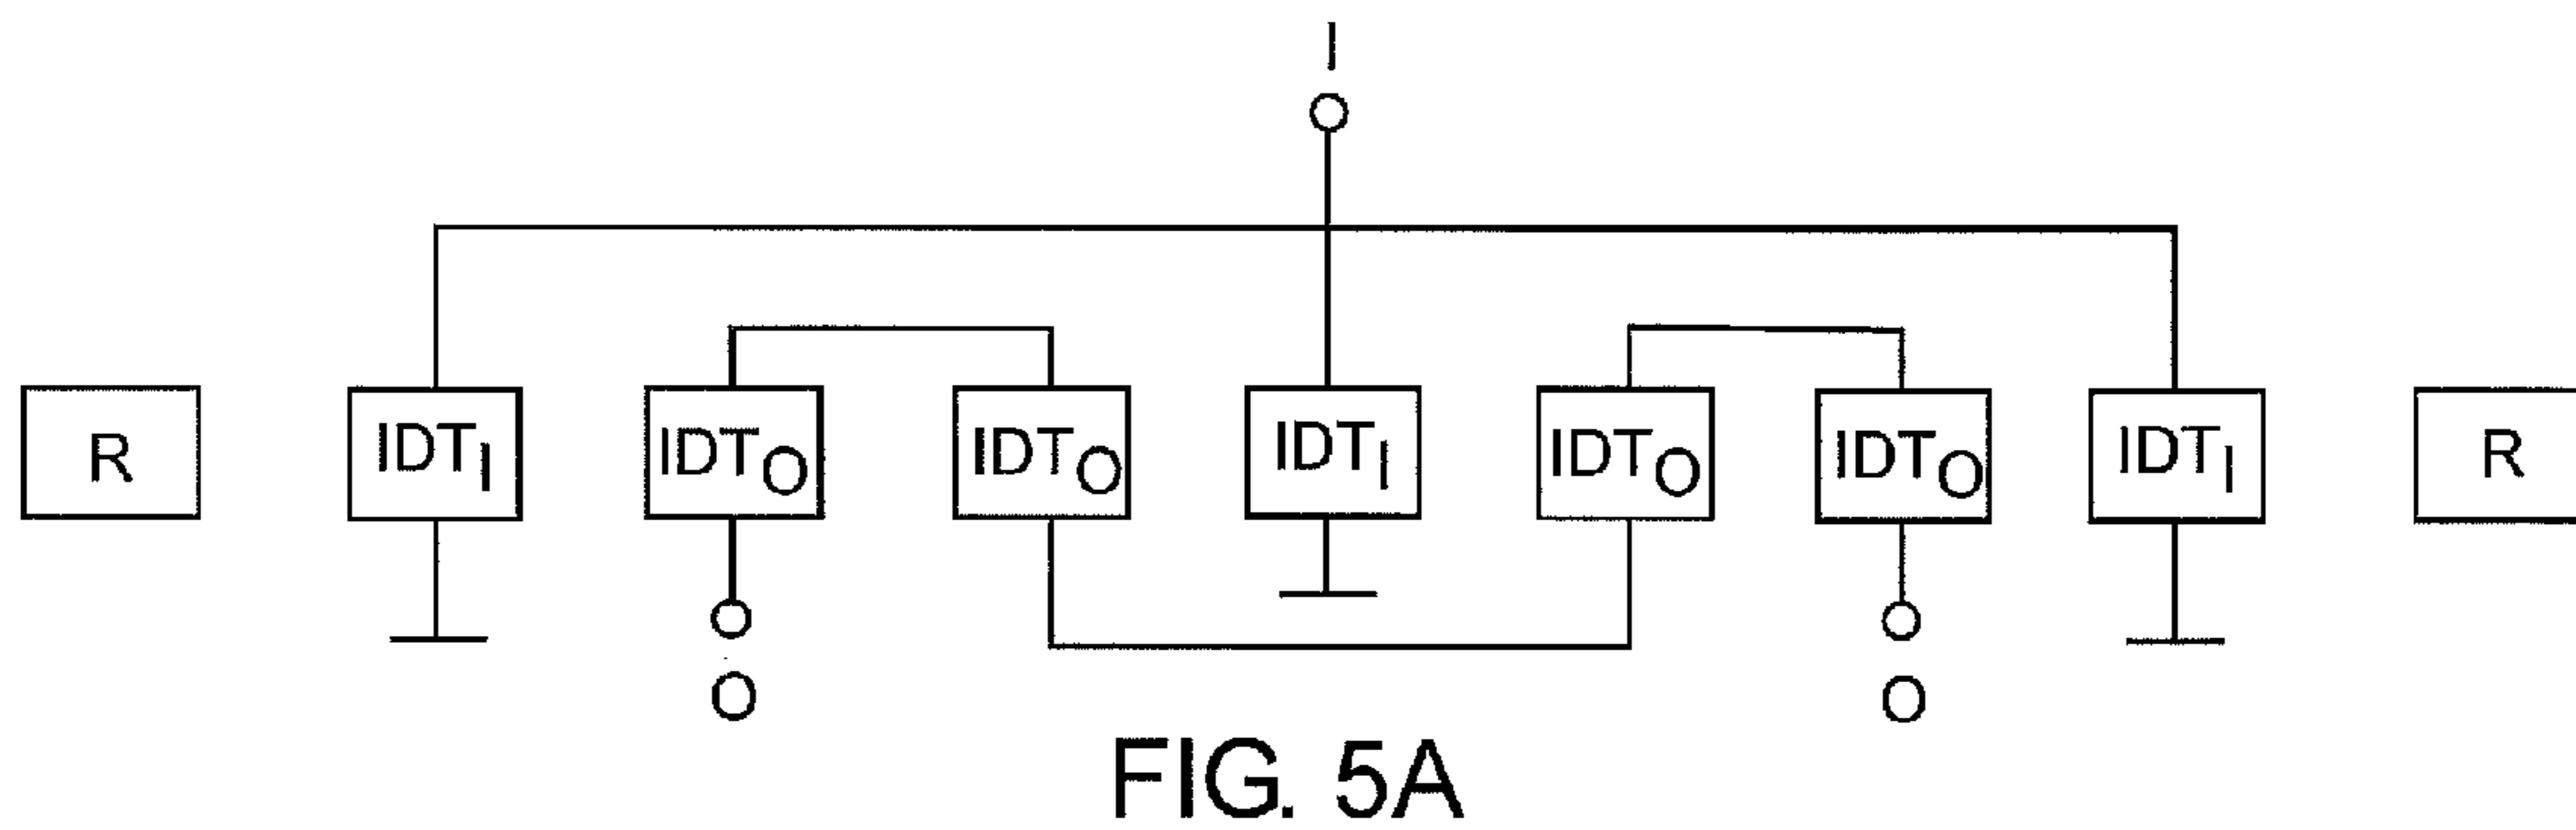 I
R IDTI IDTO IDTO IDTI IDTO IDTO IDTI R
O O
FIG. 5A